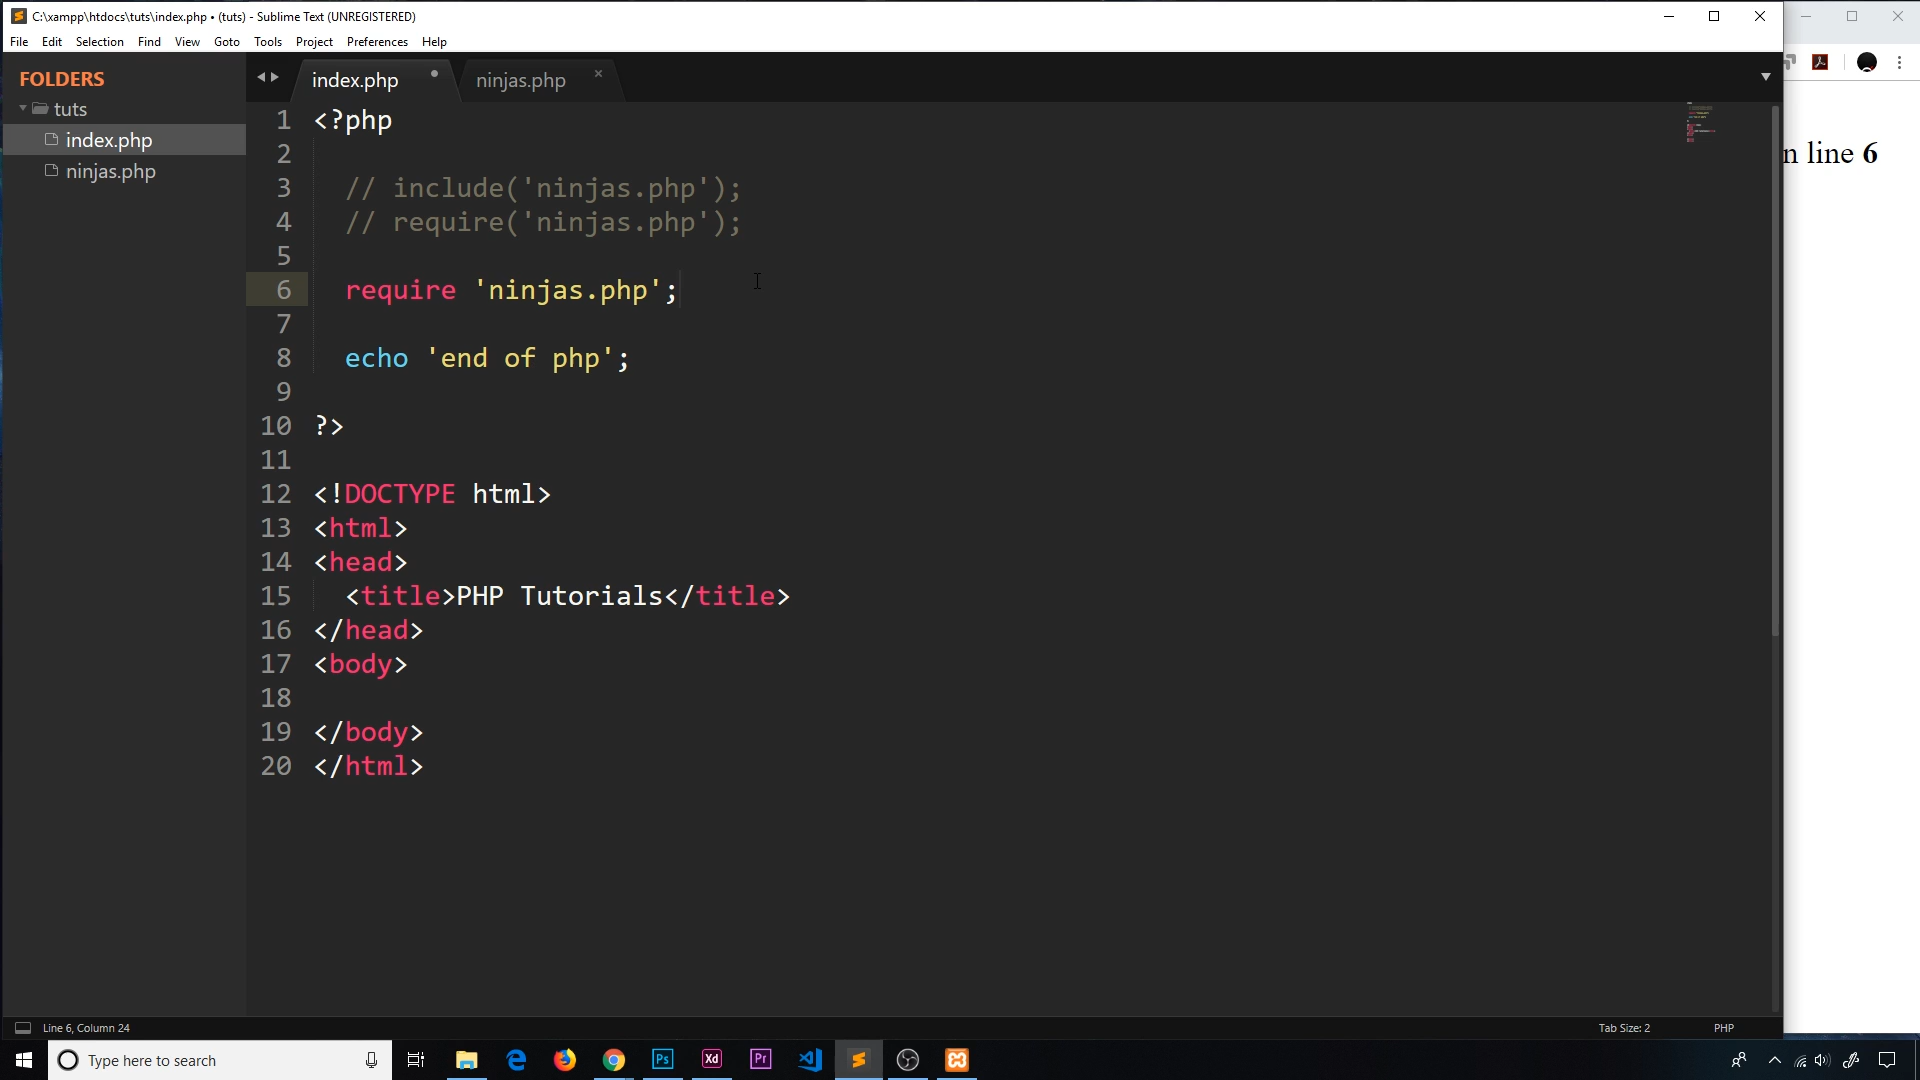 C:\xampp\htdocs\tuts\index.php • (tuts) - Sublime Text (UNREGISTERED)
File Edit Selection Find View Goto Tools Project Preferences Help
FOLDERS
tuts
index.php
ninjas.php
index.php ninjas.php
1 <?php
2
3 // include('ninjas.php');
4 // require('ninjas.php');
5
6 require 'ninjas.php';
7
8 echo 'end of php';
9
10 ?>
11
12 <!DOCTYPE html>
13 <html>
14 <head>
15 <title>PHP Tutorials</title>
16 </head>
17 <body>
18
19 </body>
20 </html>
n line 6
Line 6, Column 24 Tab Size: 2 PHP
Type here to search
Ps Xd Pr